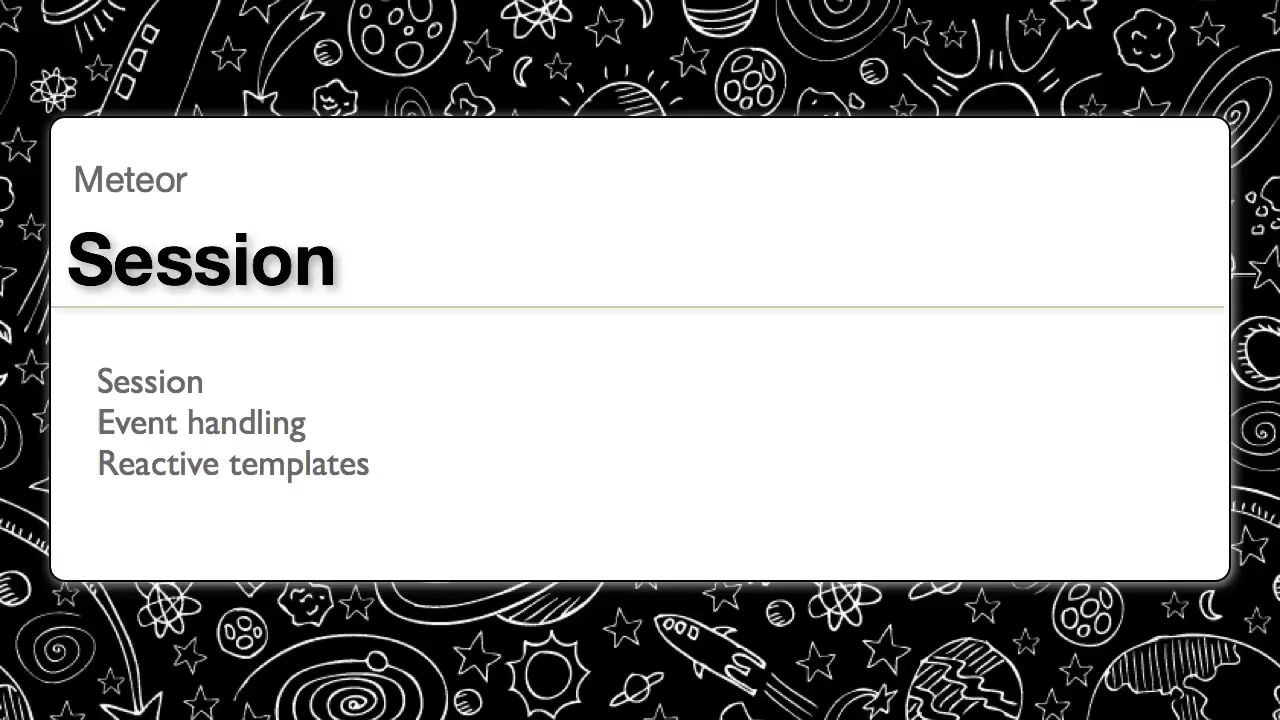 Meteor
Session
Session
Event handling
Reactive templates